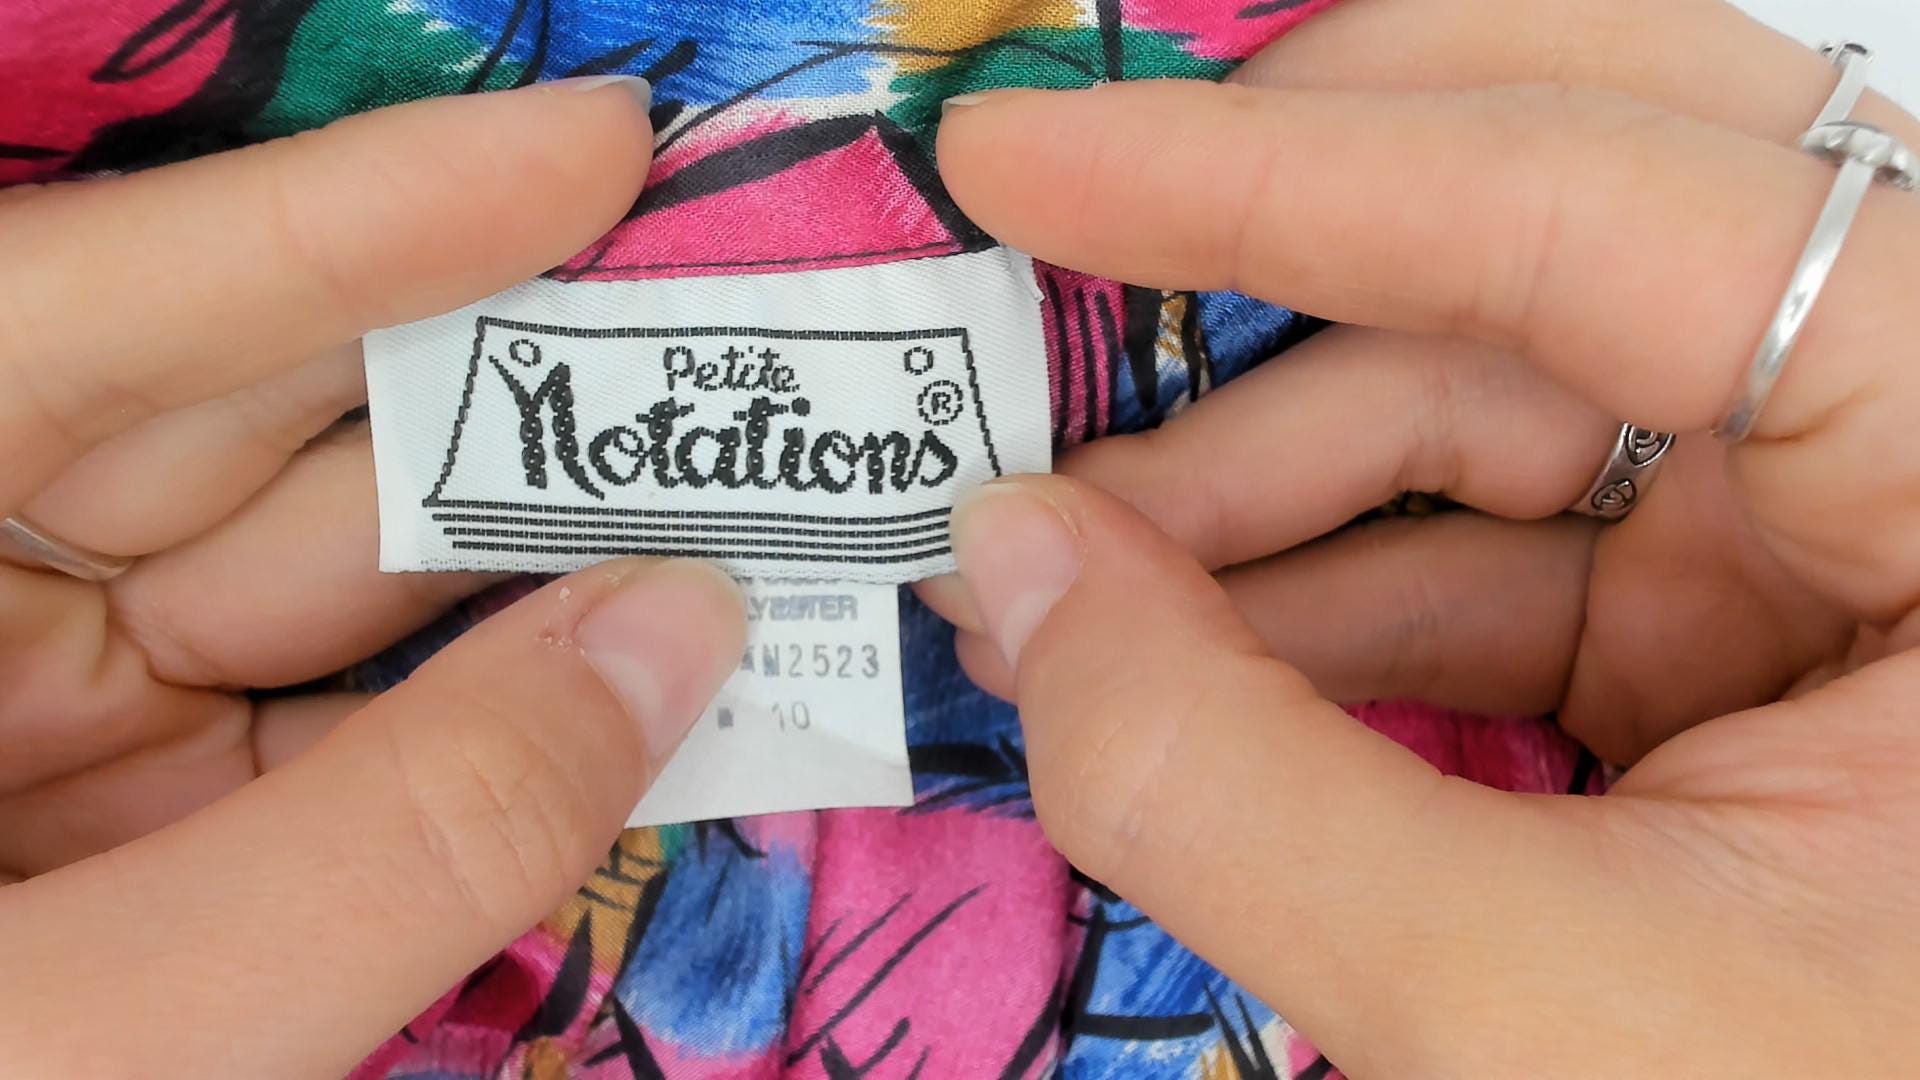 Petite
Notations
®
N2523
10